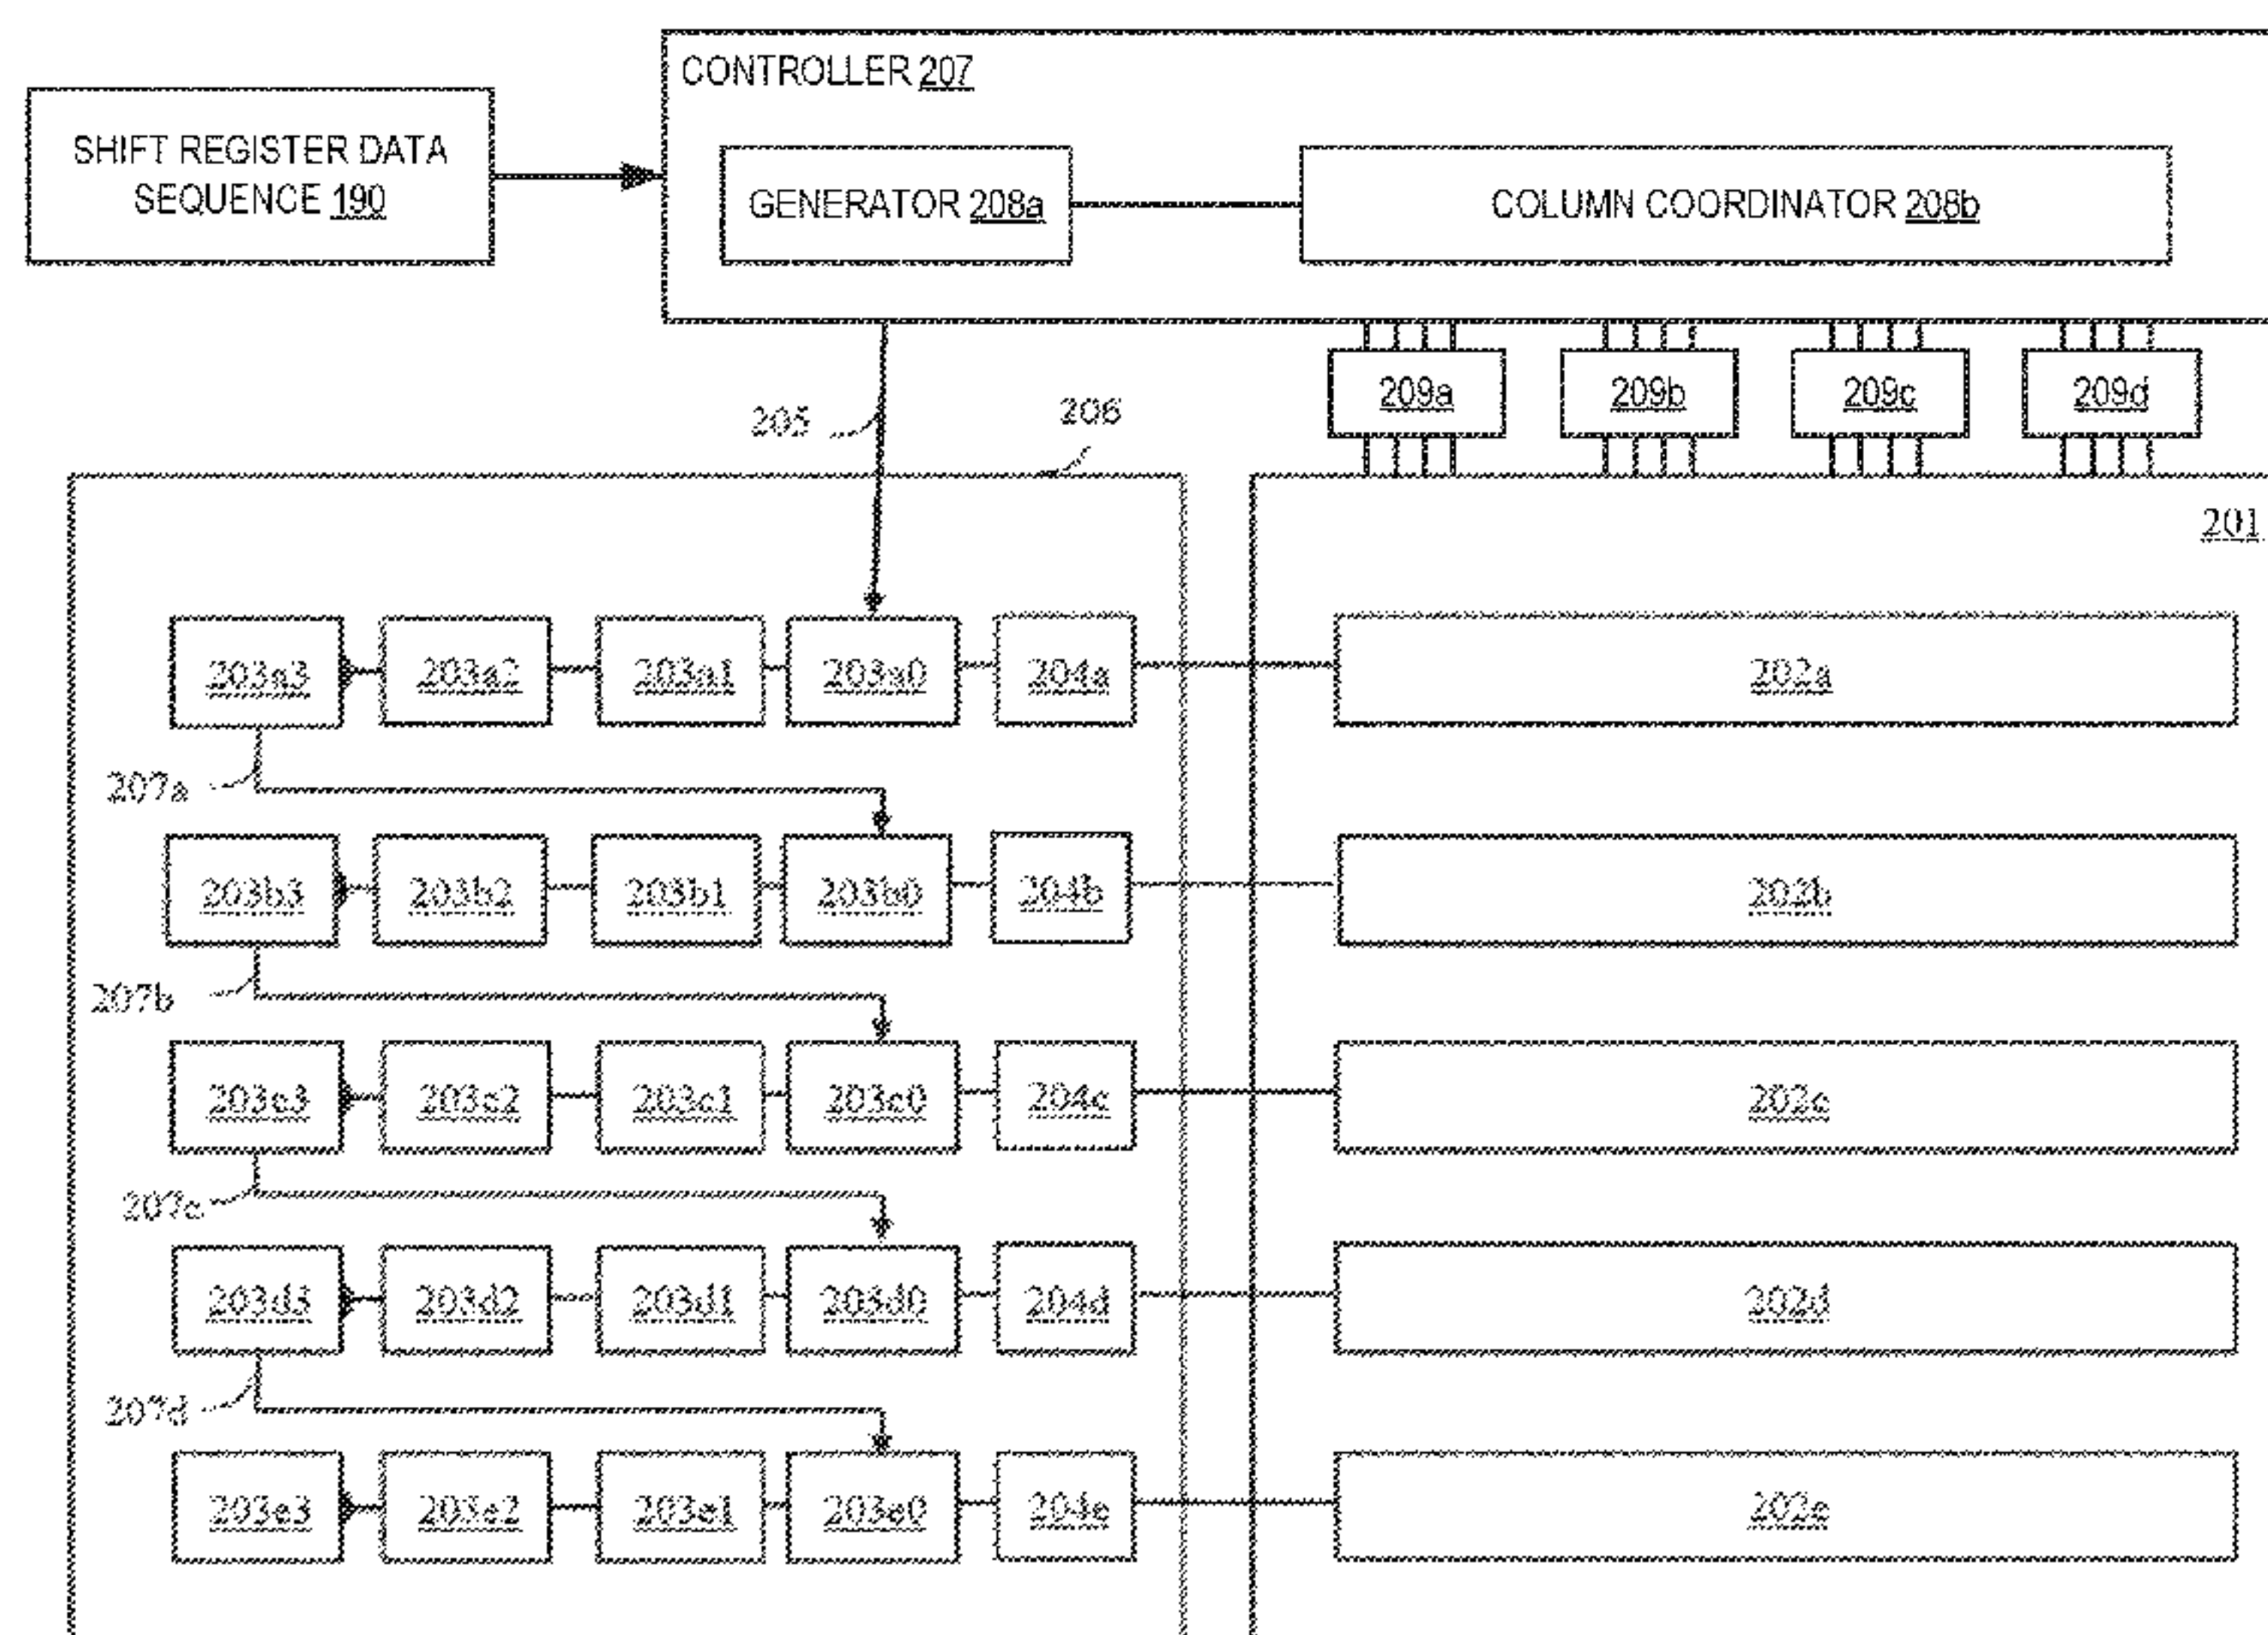 CONTROLLER 207
SHIFT REGISTER DATA
SEQUENCE 190
GENERATOR 208a
COLUMN COORDINATOR 208b
205
206
209a
209b
209c
209d
201
203a3
203a2
203a1
203a0
204a
202a
207a
203b3
203b2
203b1
203b0
204b
202b
207b
203c3
203c2
203c1
203c0
204c
202c
207c
203d3
203d2
203d1
203d0
204d
202d
207d
203e3
203e2
203e1
203e0
204e
202e